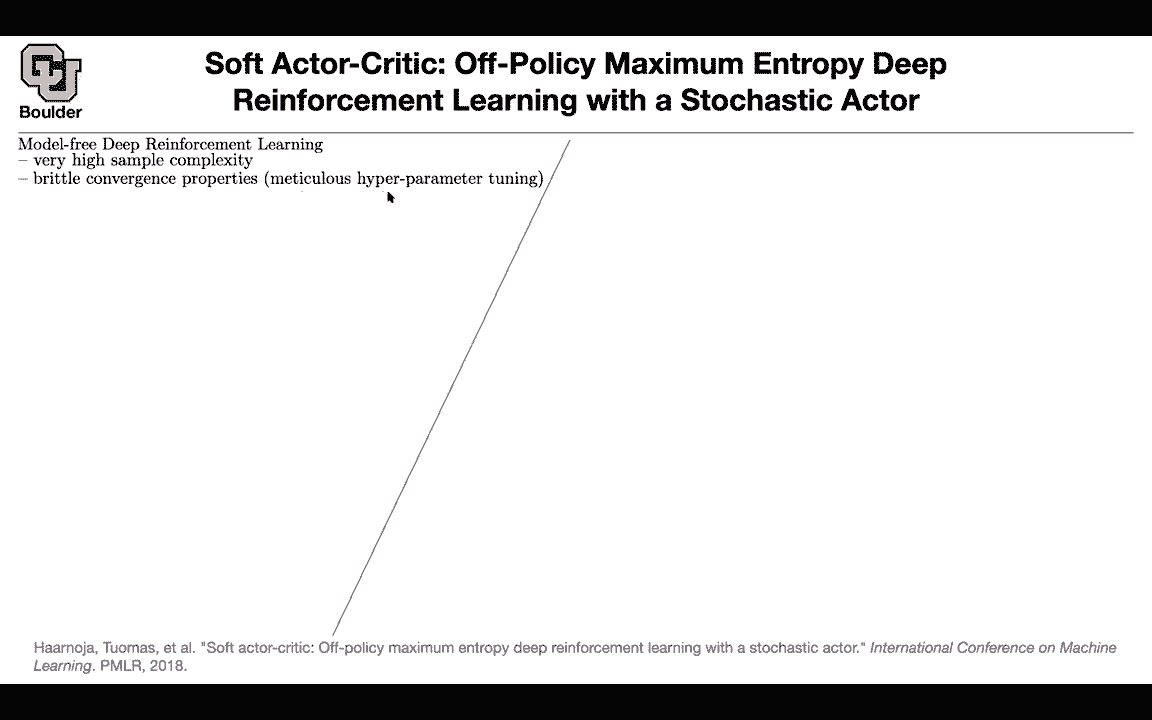 CU
Boulder
Soft Actor-Critic: Off-Policy Maximum Entropy Deep
Reinforcement Learning with a Stochastic Actor
Model-free Deep Reinforcement Learning
– very high sample complexity
– brittle convergence properties (meticulous hyper-parameter tuning)
Haarnoja, Tuomas, et al. "Soft actor-critic: Off-policy maximum entropy deep reinforcement learning with a stochastic actor." International Conference on Machine
Learning. PMLR, 2018.